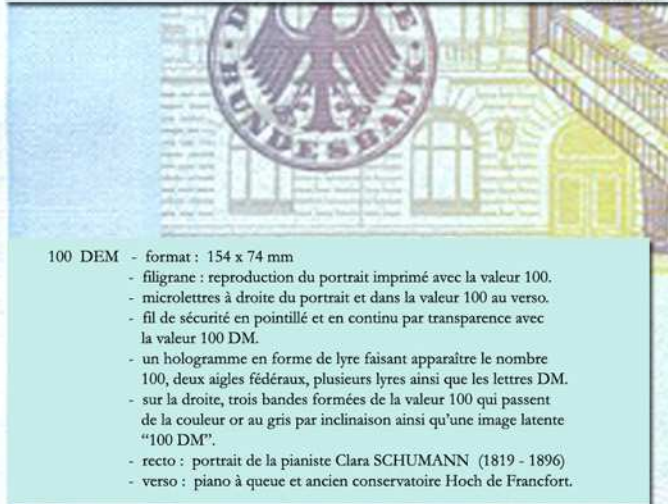 DEUTSCHE
BUNDESBANK
100 DEM - format : 154 x 74 mm
- filigrane : reproduction du portrait imprimé avec la valeur 100.
- microlettres à droite du portrait et dans la valeur 100 au verso.
- fil de sécurité en pointillé et en continu par transparence avec
la valeur 100 DM.
- un hologramme en forme de lyre faisant apparaître le nombre
100, deux aigles fédéraux, plusieurs lyres ainsi que les lettres DM.
- sur la droite, trois bandes formées de la valeur 100 qui passent
de la couleur or au gris par inclinaison ainsi qu'une image latente
“100 DM”.
- recto : portrait de la pianiste Clara SCHUMANN (1819 - 1896)
- verso : piano à queue et ancien conservatoire Hoch de Francfort.